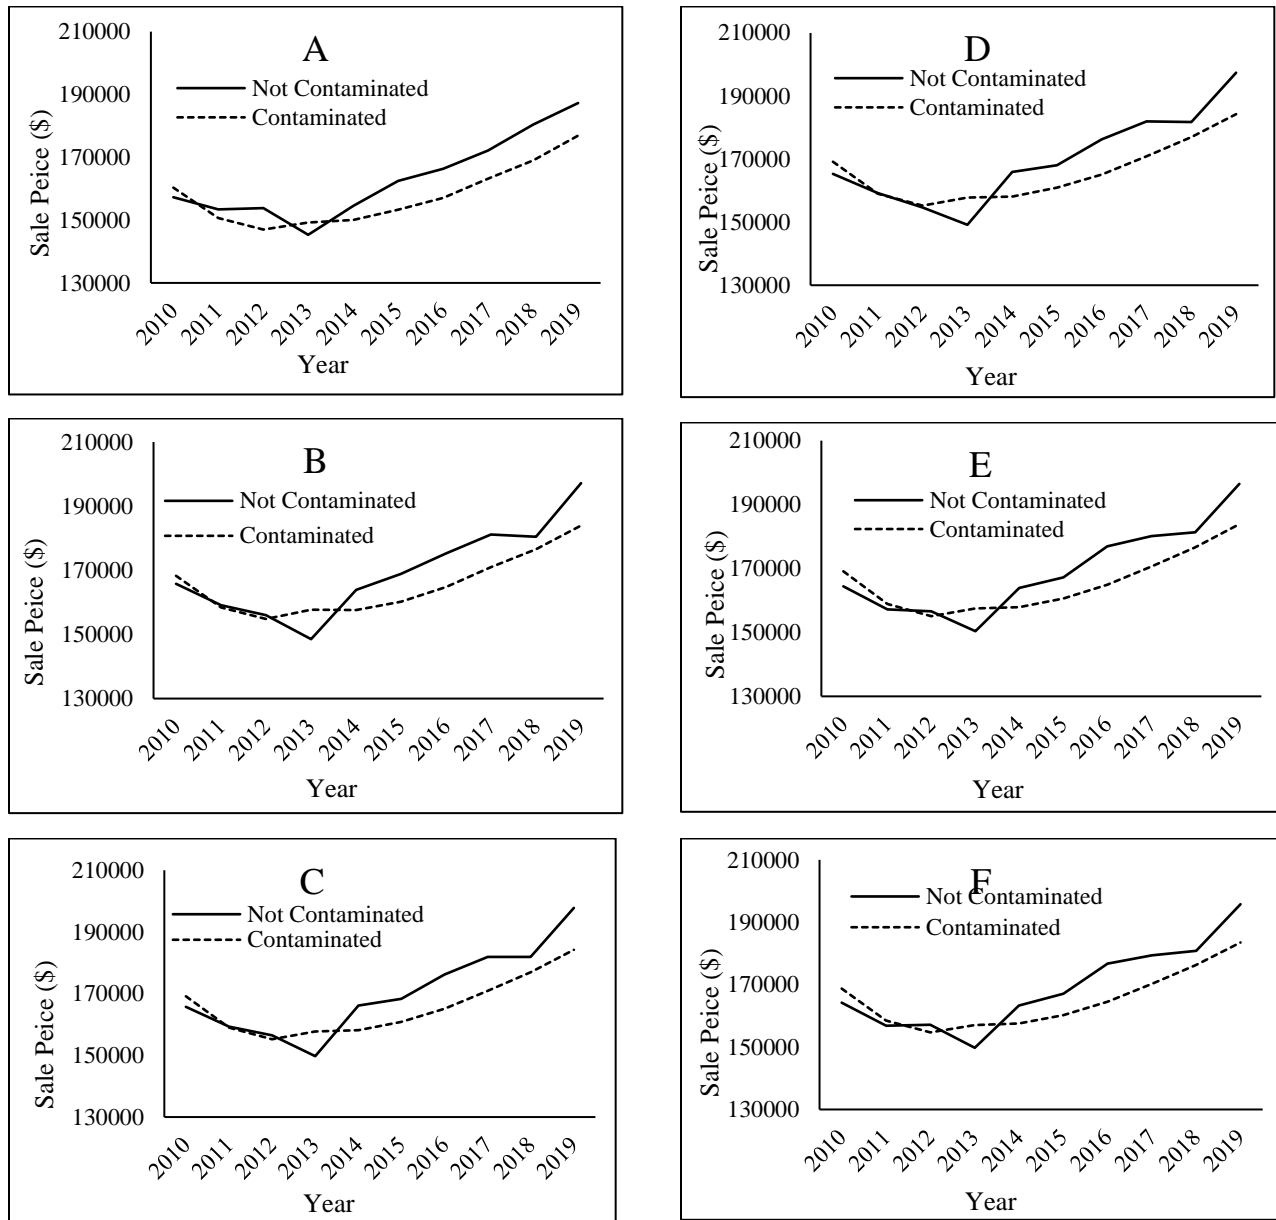 A
Not Contaminated
Contaminated
210000
190000
170000
150000
130000
Sale Peice ($)
2010 2011 2012 2013 2014 2015 2016 2017 2018 2019
Year
D
Not Contaminated
Contaminated
210000
190000
170000
150000
130000
Sale Peice ($)
2010 2011 2012 2013 2014 2015 2016 2017 2018 2019
Year
B
Not Contaminated
Contaminated
210000
190000
170000
150000
130000
Sale Peice ($)
2010 2011 2012 2013 2014 2015 2016 2017 2018 2019
Year
E
Not Contaminated
Contaminated
210000
190000
170000
150000
130000
Sale Peice ($)
2010 2011 2012 2013 2014 2015 2016 2017 2018 2019
Year
C
Not Contaminated
Contaminated
210000
190000
170000
150000
130000
Sale Peice ($)
2010 2011 2012 2013 2014 2015 2016 2017 2018 2019
Year
F
Not Contaminated
Contaminated
210000
190000
170000
150000
130000
Sale Peice ($)
2010 2011 2012 2013 2014 2015 2016 2017 2018 2019
Year